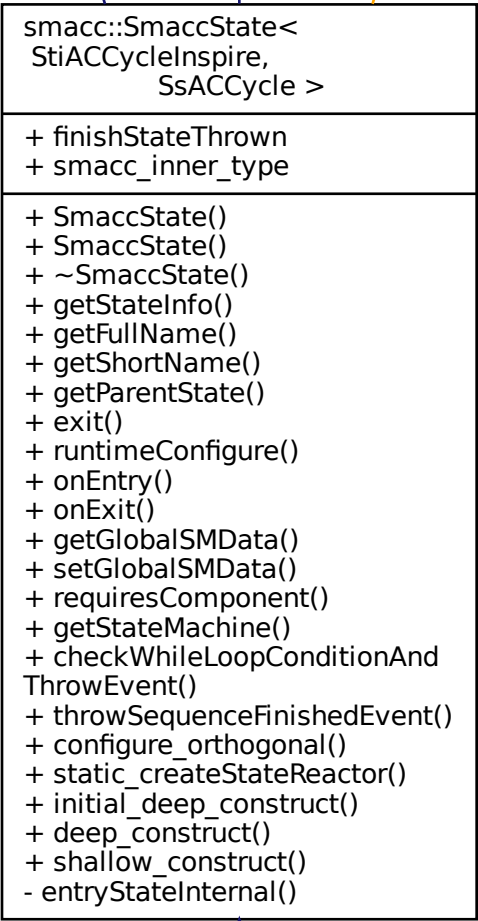 smacc::SmaccState<
StiACCycleInspire,
SsACCycle >
+ finishStateThrown
+ smacc_inner_type
+ SmaccState()
+ SmaccState()
+ ~SmaccState()
+ getStateInfo()
+ getFullName()
+ getShortName()
+ getParentState()
+ exit()
+ runtimeConfigure()
+ onEntry()
+ onExit()
+ getGlobalSMData()
+ setGlobalSMData()
+ requiresComponent()
+ getStateMachine()
+ checkWhileLoopConditionAnd
ThrowEvent()
+ throwSequenceFinishedEvent()
+ configure_orthogonal()
+ static_createStateReactor()
+ initial_deep_construct()
+ deep_construct()
+ shallow_construct()
- entryStateInternal()